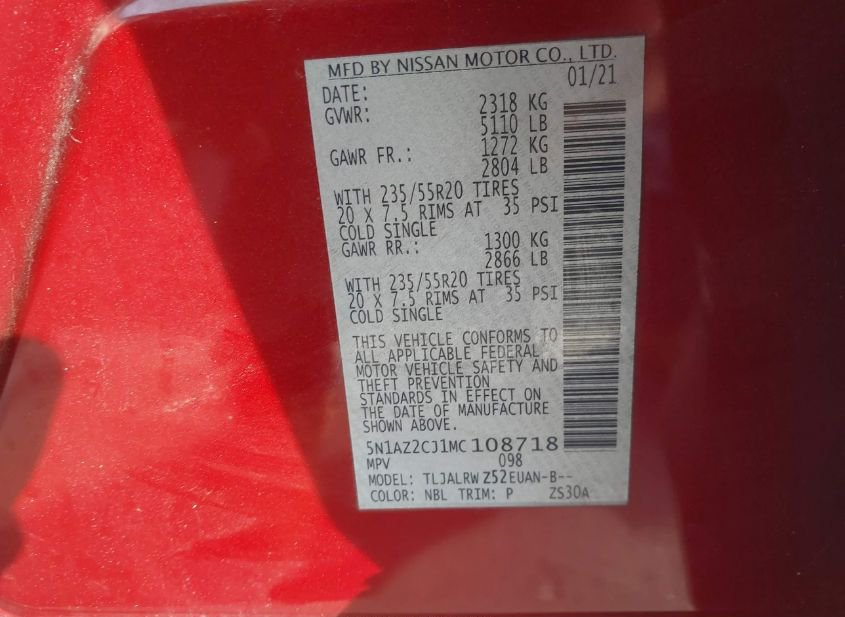 MFD BY NISSAN MOTOR CO., LTD.
DATE: 01/21
GVWR: 2318 KG
5110 LB
GAWR FR.: 1272 KG
2804 LB
WITH 235/55R20 TIRES
20 X 7.5 RIMS AT 35 PSI
COLD SINGLE
GAWR RR.: 1300 KG
2866 LB
WITH 235/55R20 TIRES
20 X 7.5 RIMS AT 35 PSI
COLD SINGLE
THIS VEHICLE CONFORMS TO
ALL APPLICABLE FEDERAL
MOTOR VEHICLE SAFETY AND
THEFT PREVENTION
STANDARDS IN EFFECT ON
THE DATE OF MANUFACTURE
SHOWN ABOVE.
5N1AZ2CJ1MC108718
MPV 098
MODEL: TLJALRW Z52EUAN-B--
COLOR: NBL TRIM: P ZS30A